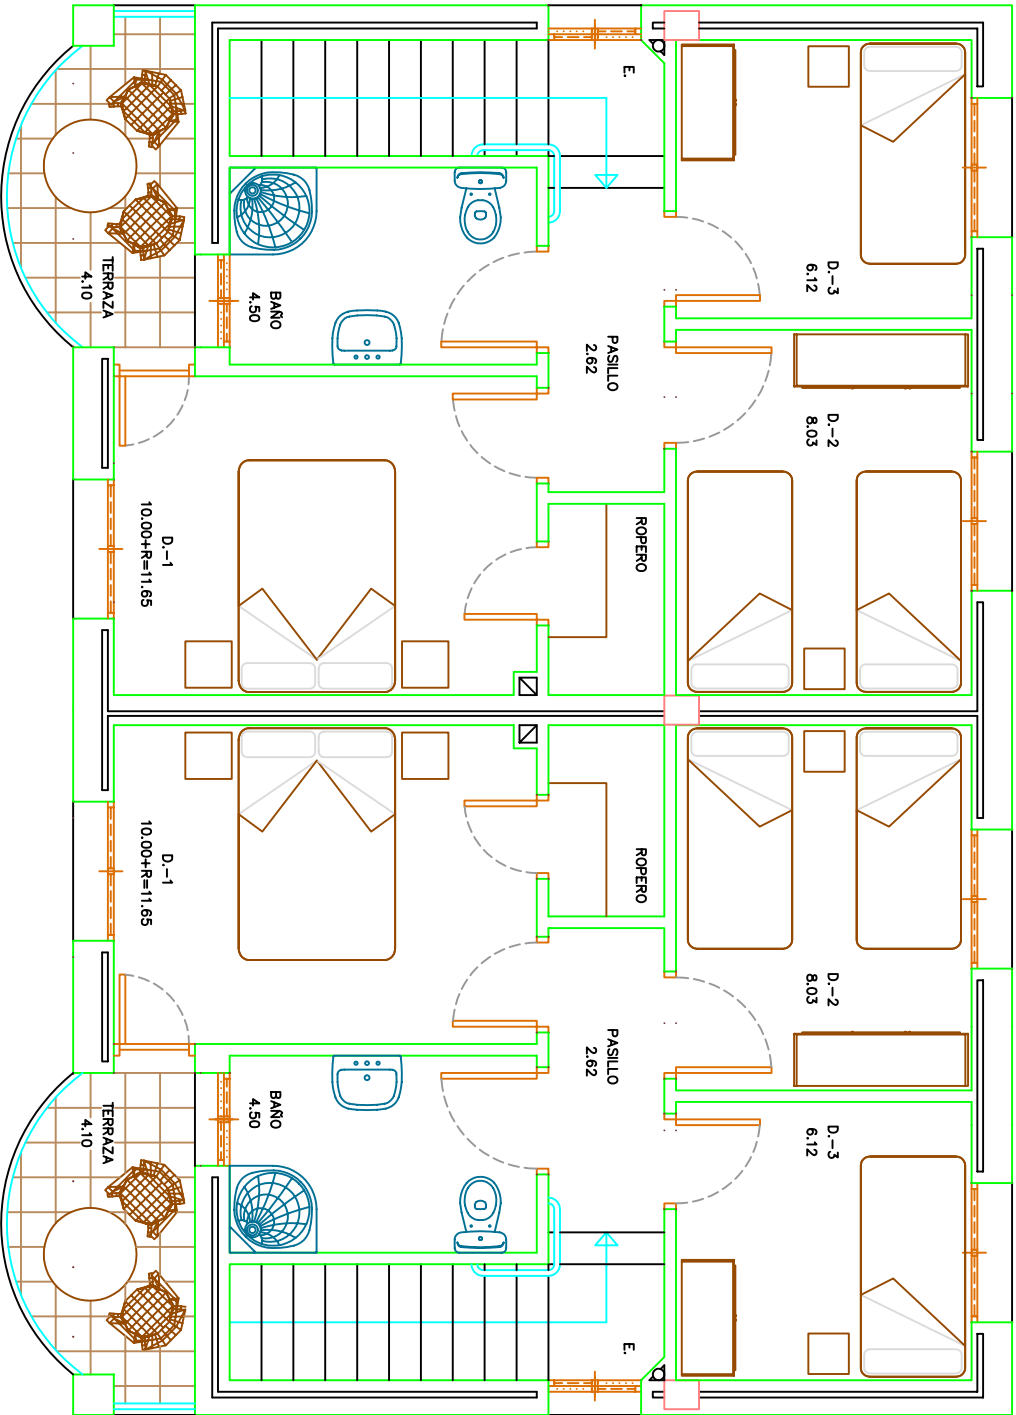 E.
D.-3
6.12
TERRAZA
4.10
BAÑO
4.50
PASILLO
2.62
D.-2
8.03
D.-1
10.00+R=11.65
ROPERO
D.-1
10.00+R=11.65
ROPERO
D.-2
8.03
PASILLO
2.62
BAÑO
4.50
TERRAZA
4.10
D.-3
6.12
E.